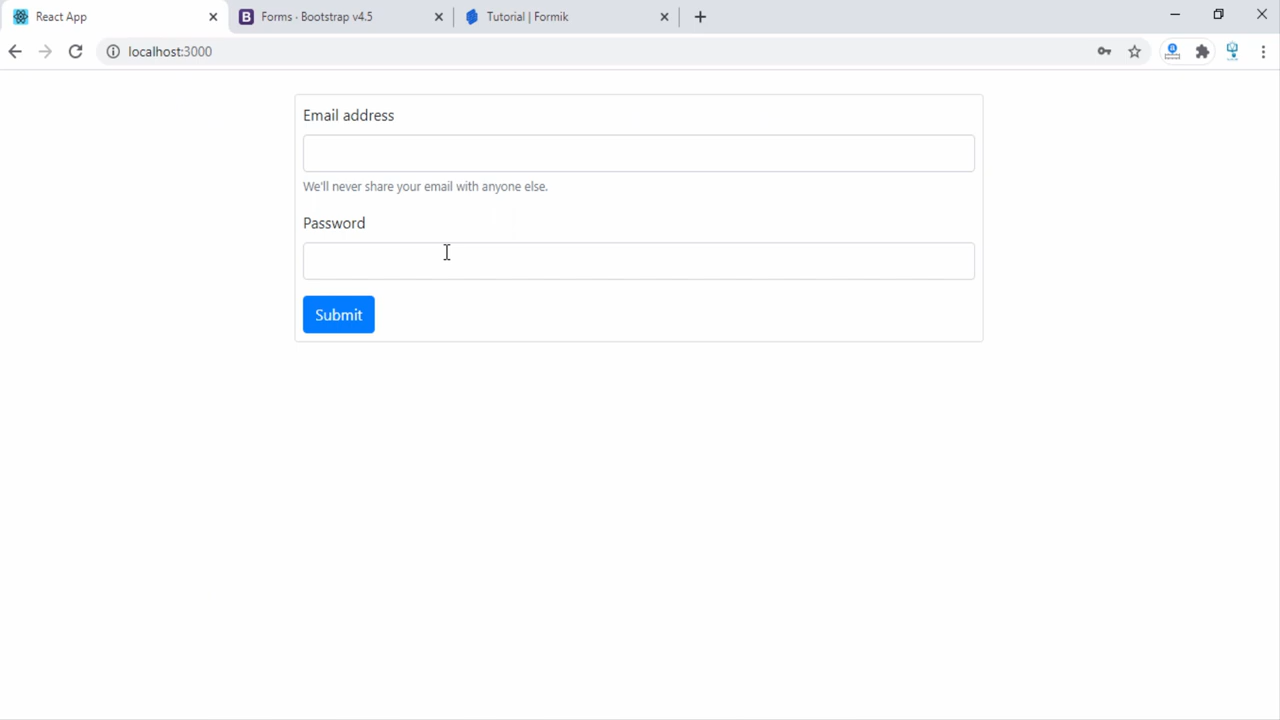 React App
Forms · Bootstrap v4.5
Tutorial | Formik
localhost:3000
Email address
We'll never share your email with anyone else.
Password
Submit